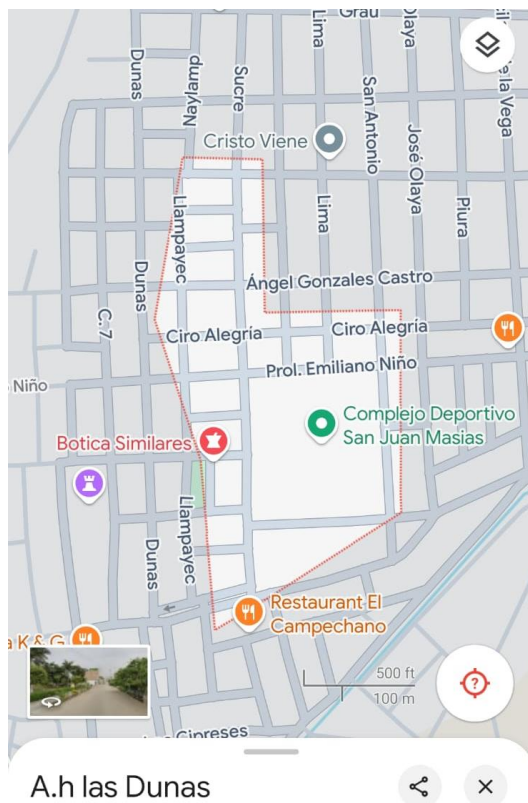 Grau
Lima
Olaya
de la Vega
Dunas
Naylamp
Sucre
San Antonio
José Olaya
Cristo Viene
Llampayec
Lima
Piura
Dunas
Ángel Gonzales Castro
C. 7
Ciro Alegría
Ciro Alegría
Prol. Emiliano Niño
Niño
Complejo Deportivo
San Juan Masias
Botica Similares
Llampayec
Dunas
Restaurant El
Campechano
a K & G
500 ft
100 m
?
Cipreses
A.h las Dunas